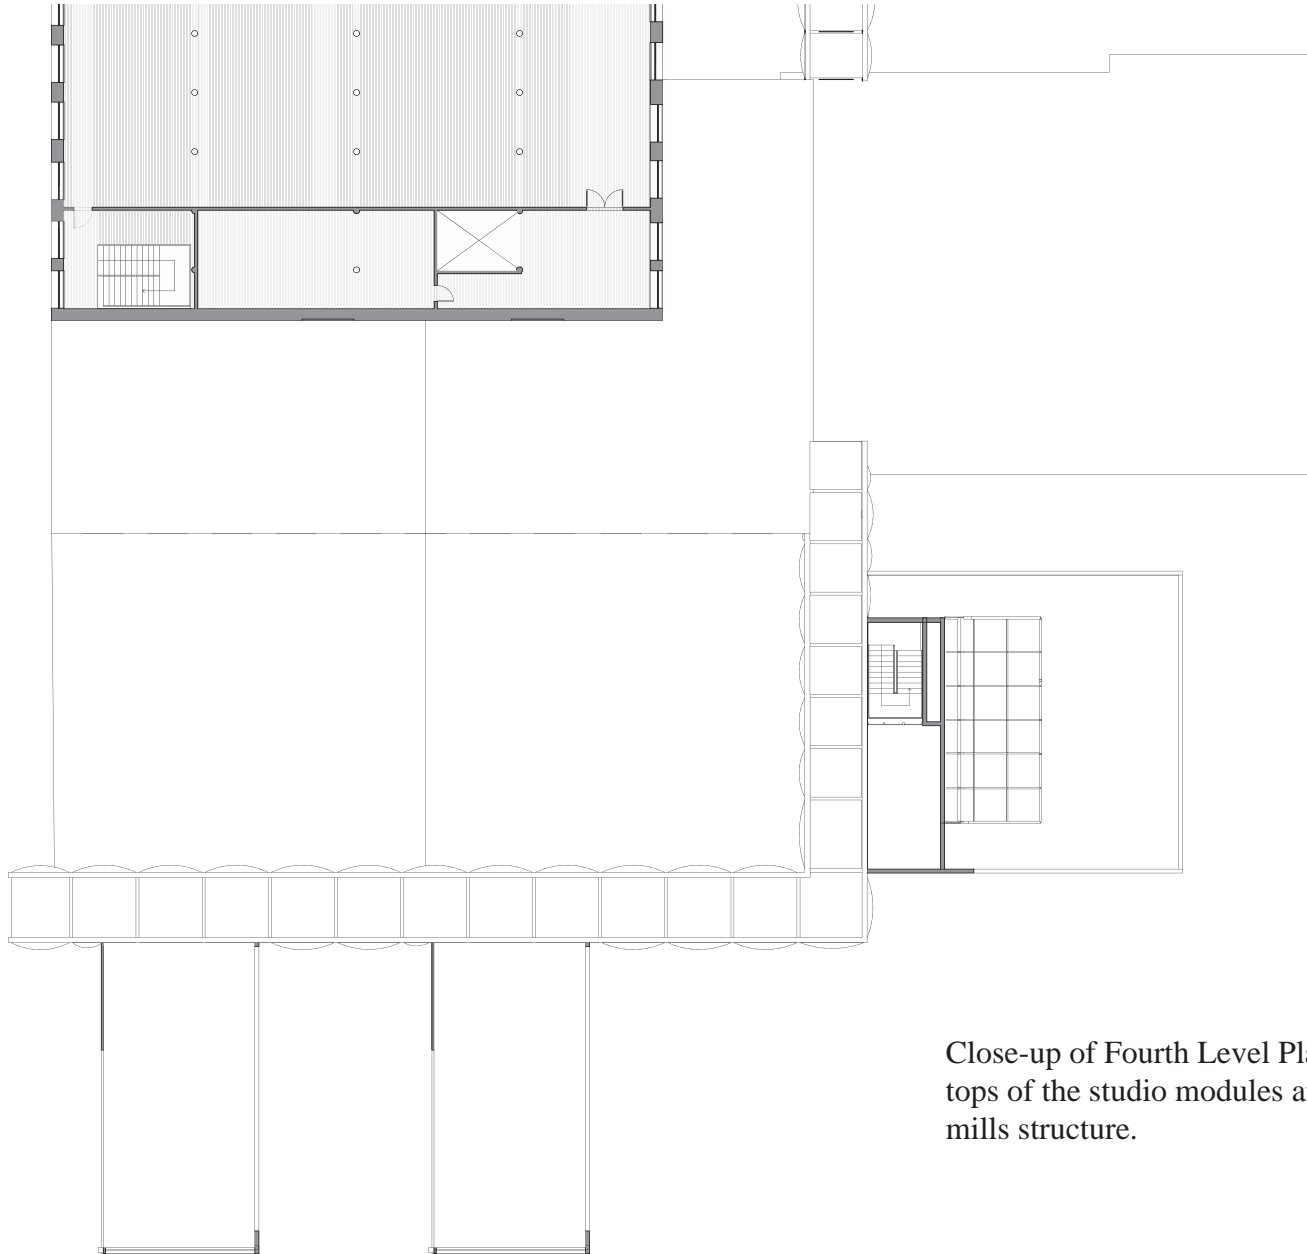 Close-up of Fourth Level
tops of the studio modules
mills structure.